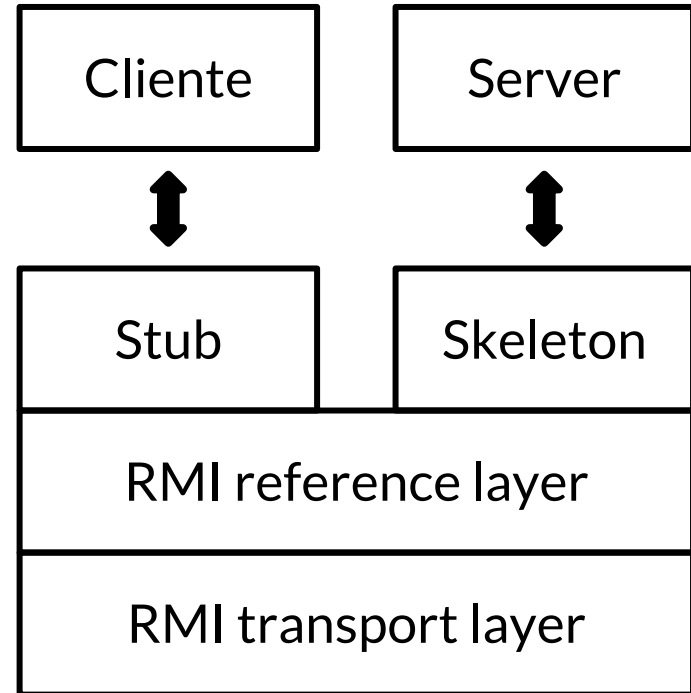 Cliente
Server
Stub
Skeleton
RMI reference layer
RMI transport layer